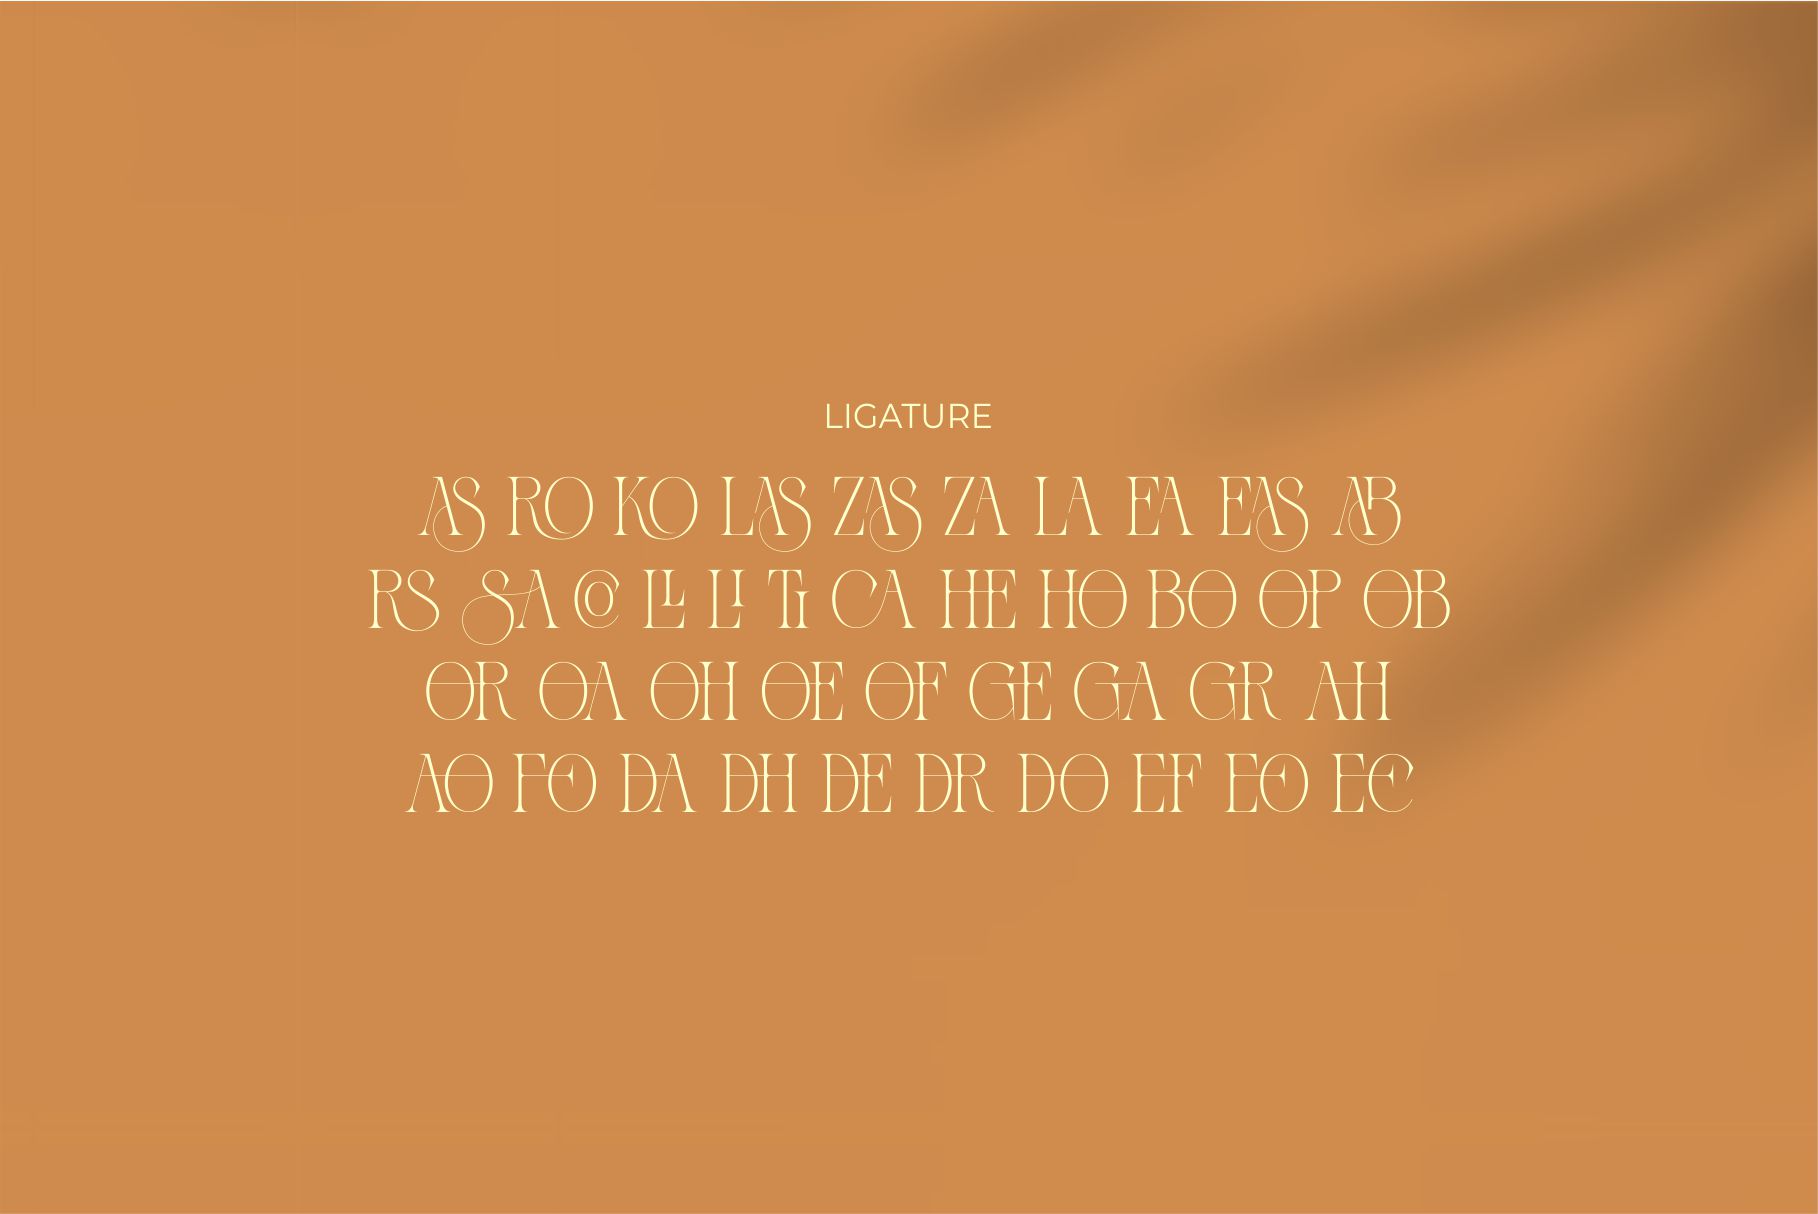 LIGATURE
AS RO KO LAS ZAS ZA LA EA EAS AB
RS SA CO LL LI TI CA HE HO BO OP OB
OR OA OH OE OF GE GA GR AH
AO FO DA DH DE DR DO EF EO EC